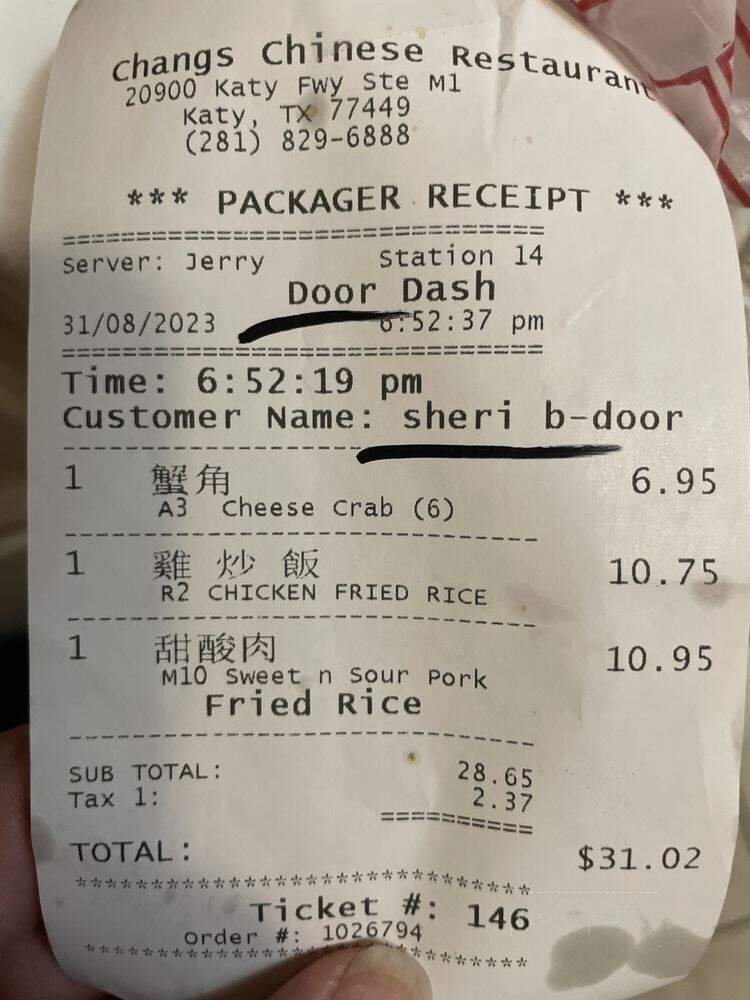 Changs Chinese Restaurant
20900 Katy Fwy Ste M1
Katy, TX 77449
(281) 829-6888
*** PACKAGER RECEIPT ***
================================
Server: Jerry Station 14
Door Dash
31/08/2023 6:52:37 pm
================================
Time: 6:52:19 pm
Customer Name: sheri b-door
--------------------------------
1 蟹角 6.95
A3 Cheese Crab (6)
--------------------------------
1 雞 炒 飯 10.75
R2 CHICKEN FRIED RICE
--------------------------------
1 甜酸肉 10.95
M10 Sweet n Sour Pork
Fried Rice
--------------------------------
SUB TOTAL: 28.65
Tax 1: 2.37
==========
TOTAL: $31.02
******************************
Ticket #: 146
Order #: 1026794
******************************